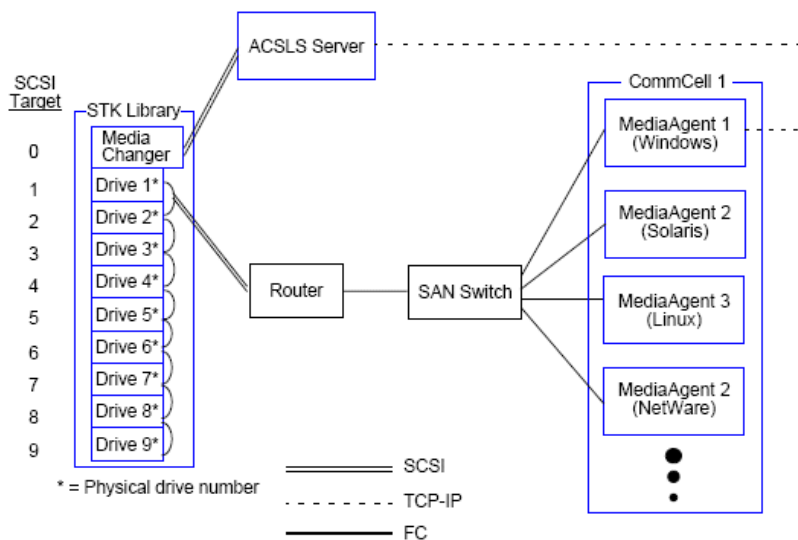 ACSLS Server
SCSI
Target
STK Library
CommCell 1
Media
Changer
MediaAgent 1
(Windows)
0
1
2
3
4
5
6
7
8
9
Drive 1*
Drive 2*
Drive 3*
Drive 4*
Drive 5*
Drive 6*
Drive 7*
Drive 8*
Drive 9*
Router
SAN Switch
MediaAgent 2
(Solaris)
MediaAgent 3
(Linux)
MediaAgent 2
(NetWare)
* = Physical drive number
SCSI
TCP-IP
FC